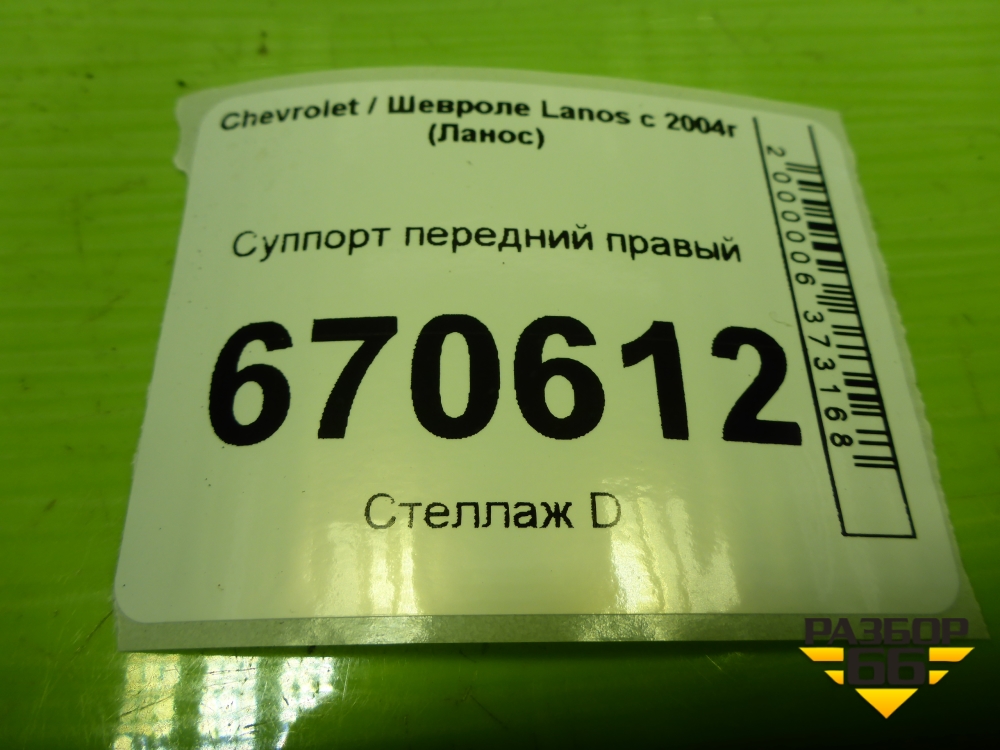 Chevrolet / Шевроле Lanos с 2004г
(Ланос)
Суппорт передний правый
670612
Стеллаж D
2000006373168
РАЗБОР
66